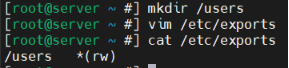 [root@server ~ #] mkdir /users
[root@server ~ #] vim /etc/exports
[root@server ~ #] cat /etc/exports
/users   *(rw)